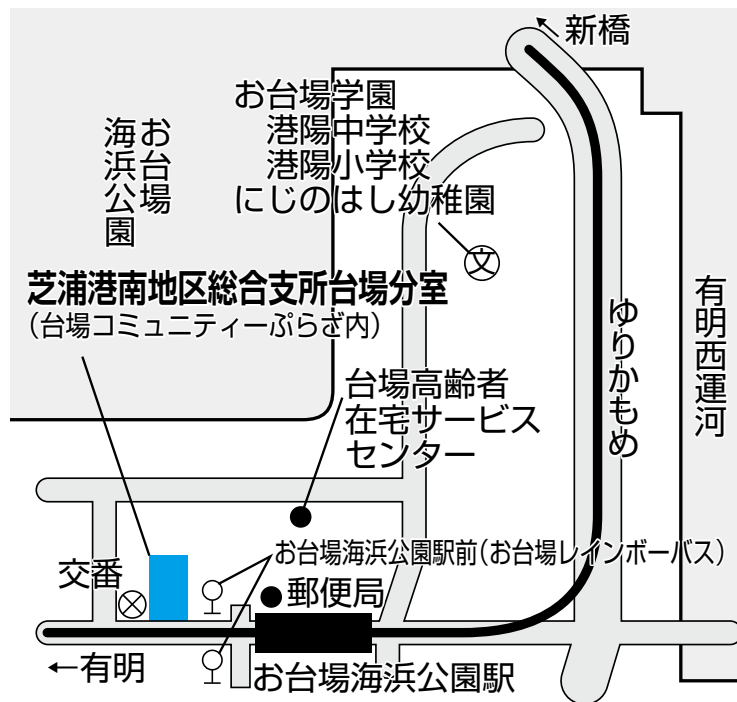 新橋
お台場学園
港陽中学校
港陽小学校
にじのはし幼稚園
お台場
海浜公園
文
芝浦港南地区総合支所台場分室
（台場コミュニティーぷらざ内）
ゆりかもめ
有明西運河
台場高齢者
在宅サービス
センター
お台場海浜公園駅前（お台場レインボーバス）
交番
郵便局
←有明
お台場海浜公園駅